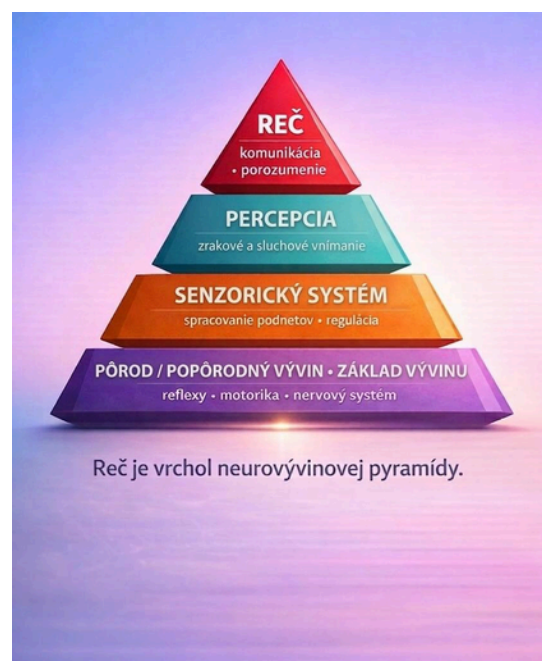 REČ
komunikácia
• porozumenie
PERCEPCIA
zrakové a sluchové vnímanie
SENZORICKÝ SYSTÉM
spracovanie podnetov • regulácia
PÔROD / POPÔRODNÝ VÝVIN • ZÁKLAD VÝVINU
reflexy • motorika • nervový systém
Reč je vrchol neurovývinovej pyramídy.